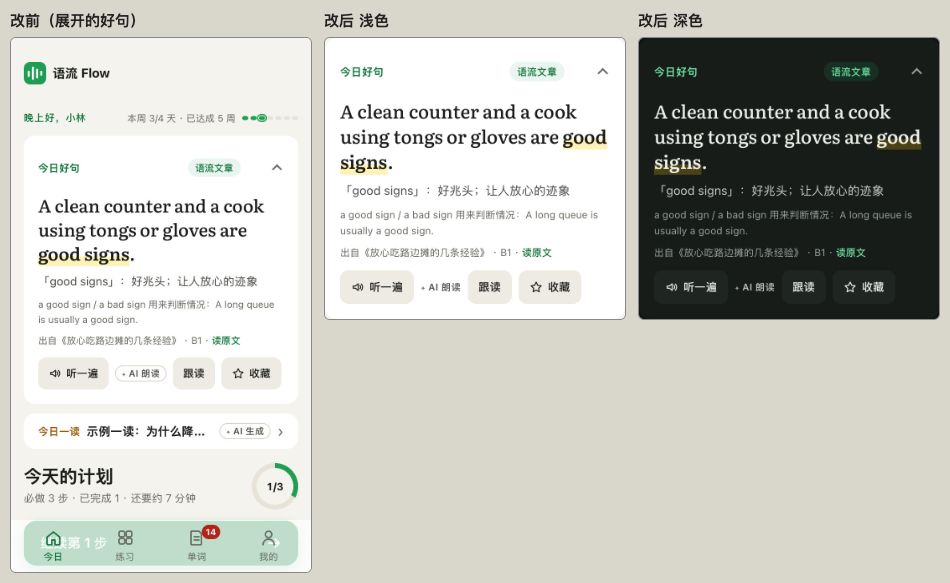 改前（展开的好句）
语流 Flow
晚上好，小林
本周 3/4 天 · 已达成 5 周
今日好句
语流文章
A clean counter and a cook
using tongs or gloves are
good signs.
「good signs」：好兆头；让人放心的迹象
a good sign / a bad sign 用来判断情况：A long queue
is usually a good sign.
出自《放心吃路边摊的几条经验》 · B1 · 读原文
听一遍
AI 朗读
跟读
收藏
今日一读 示例一读：为什么降...
AI 生成
今天的计划
必做 3 步 · 已完成 1 · 还要约 7 分钟
1/3
第 1 步
14
今日
练习
单词
我的
改后 浅色
今日好句
语流文章
A clean counter and a cook
using tongs or gloves are good
signs.
「good signs」：好兆头；让人放心的迹象
a good sign / a bad sign 用来判断情况：A long queue is
usually a good sign.
出自《放心吃路边摊的几条经验》 · B1 · 读原文
听一遍
AI 朗读
跟读
收藏
改后 深色
今日好句
语流文章
A clean counter and a cook
using tongs or gloves are good
signs.
「good signs」：好兆头；让人放心的迹象
a good sign / a bad sign 用来判断情况：A long queue is
usually a good sign.
出自《放心吃路边摊的几条经验》 · B1 · 读原文
听一遍
AI 朗读
跟读
收藏